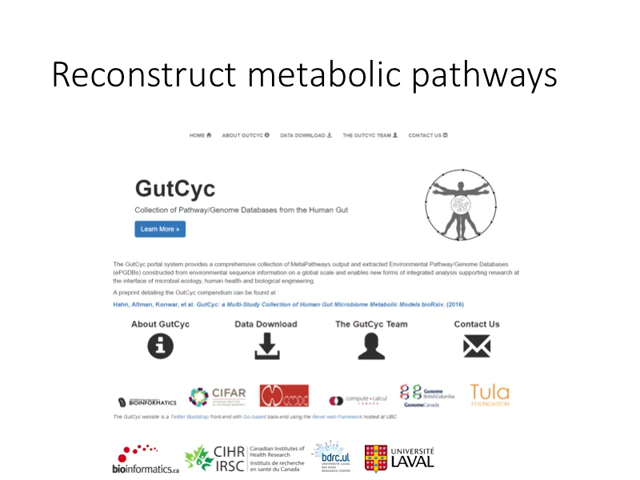 Reconstruct metabolic pathways
HOME ABOUT GUTCYC DATA DOWNLOAD THE GUTCYC TEAM CONTACT US
GutCyc
Collection of Pathway/Genome Databases from the Human Gut
Learn More »
The GutCyc portal system provides a comprehensive collection of MetaPathways output and extracted Environmental Pathway/Genome Databases
(ePGDBs) constructed from environmental sequence information on a global scale and enables new forms of integrated analysis supporting research at
the interface of microbial ecology, human health and biological engineering
A preprint detailing the GutCyc compendium can be found at
Hahn, Altman, Konwar, et al. GutCyc: a Multi-Study Collection of Human Gut Microbiome Metabolic Models bioRxiv. (2016)
About GutCyc Data Download The GutCyc Team Contact Us
BIOINFORMATICS CIFAR compute • calcul CANADA Genome BritishColumbia GenomeCanada Tula FOUNDATION
The GutCyc website is a Twitter Bootstrap front-end with Go-based back-end using the Revel web-framework hosted at UBC
bioinformatics.ca
CIHR IRSC
Canadian Institutes of
Health Research
Instituts de recherche
en santé du Canada
bdrc.ul
UNIVERSITÉ
LAVAL